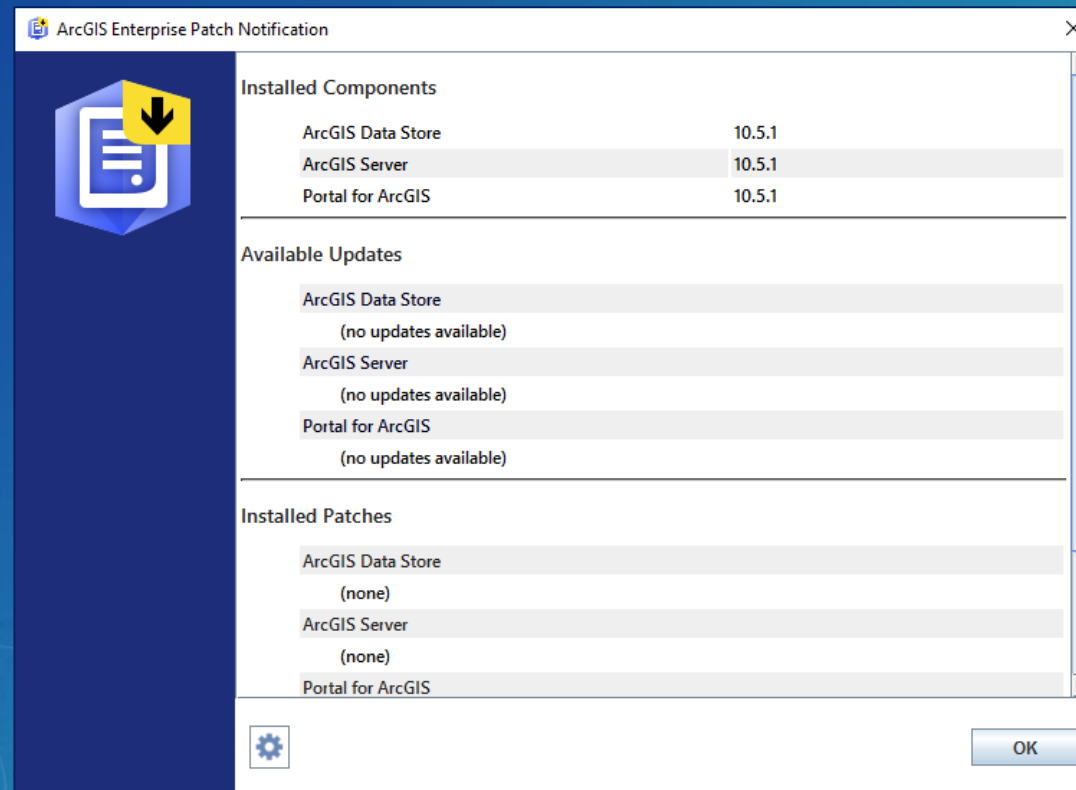 ArcGIS Enterprise Patch Notification
Installed Components
ArcGIS Data Store 10.5.1
ArcGIS Server 10.5.1
Portal for ArcGIS 10.5.1
Available Updates
ArcGIS Data Store
(no updates available)
ArcGIS Server
(no updates available)
Portal for ArcGIS
(no updates available)
Installed Patches
ArcGIS Data Store
(none)
ArcGIS Server
(none)
Portal for ArcGIS
OK